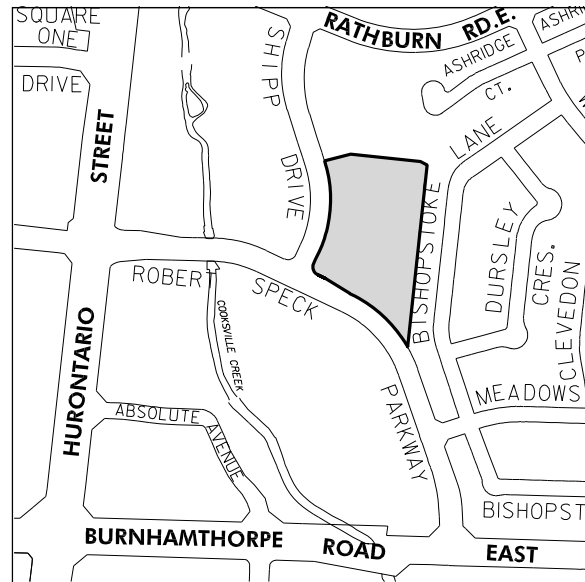 SQUARE
ONE
DRIVE
SHIPP
DRIVE
RATHBURN RD.E.
ASHRIDGE
CT.
LANE
BISHOPSTOKE
DURSLEY
CRES.
CLEVEDON
STREET
HURONTARIO
ROBER
SPECK
PARKWAY
COOKSVILLE CREEK
MEADOWS
ABSOLUTE
AVENUE
BISHOPST
BURNHAMTHORPE ROAD EAST